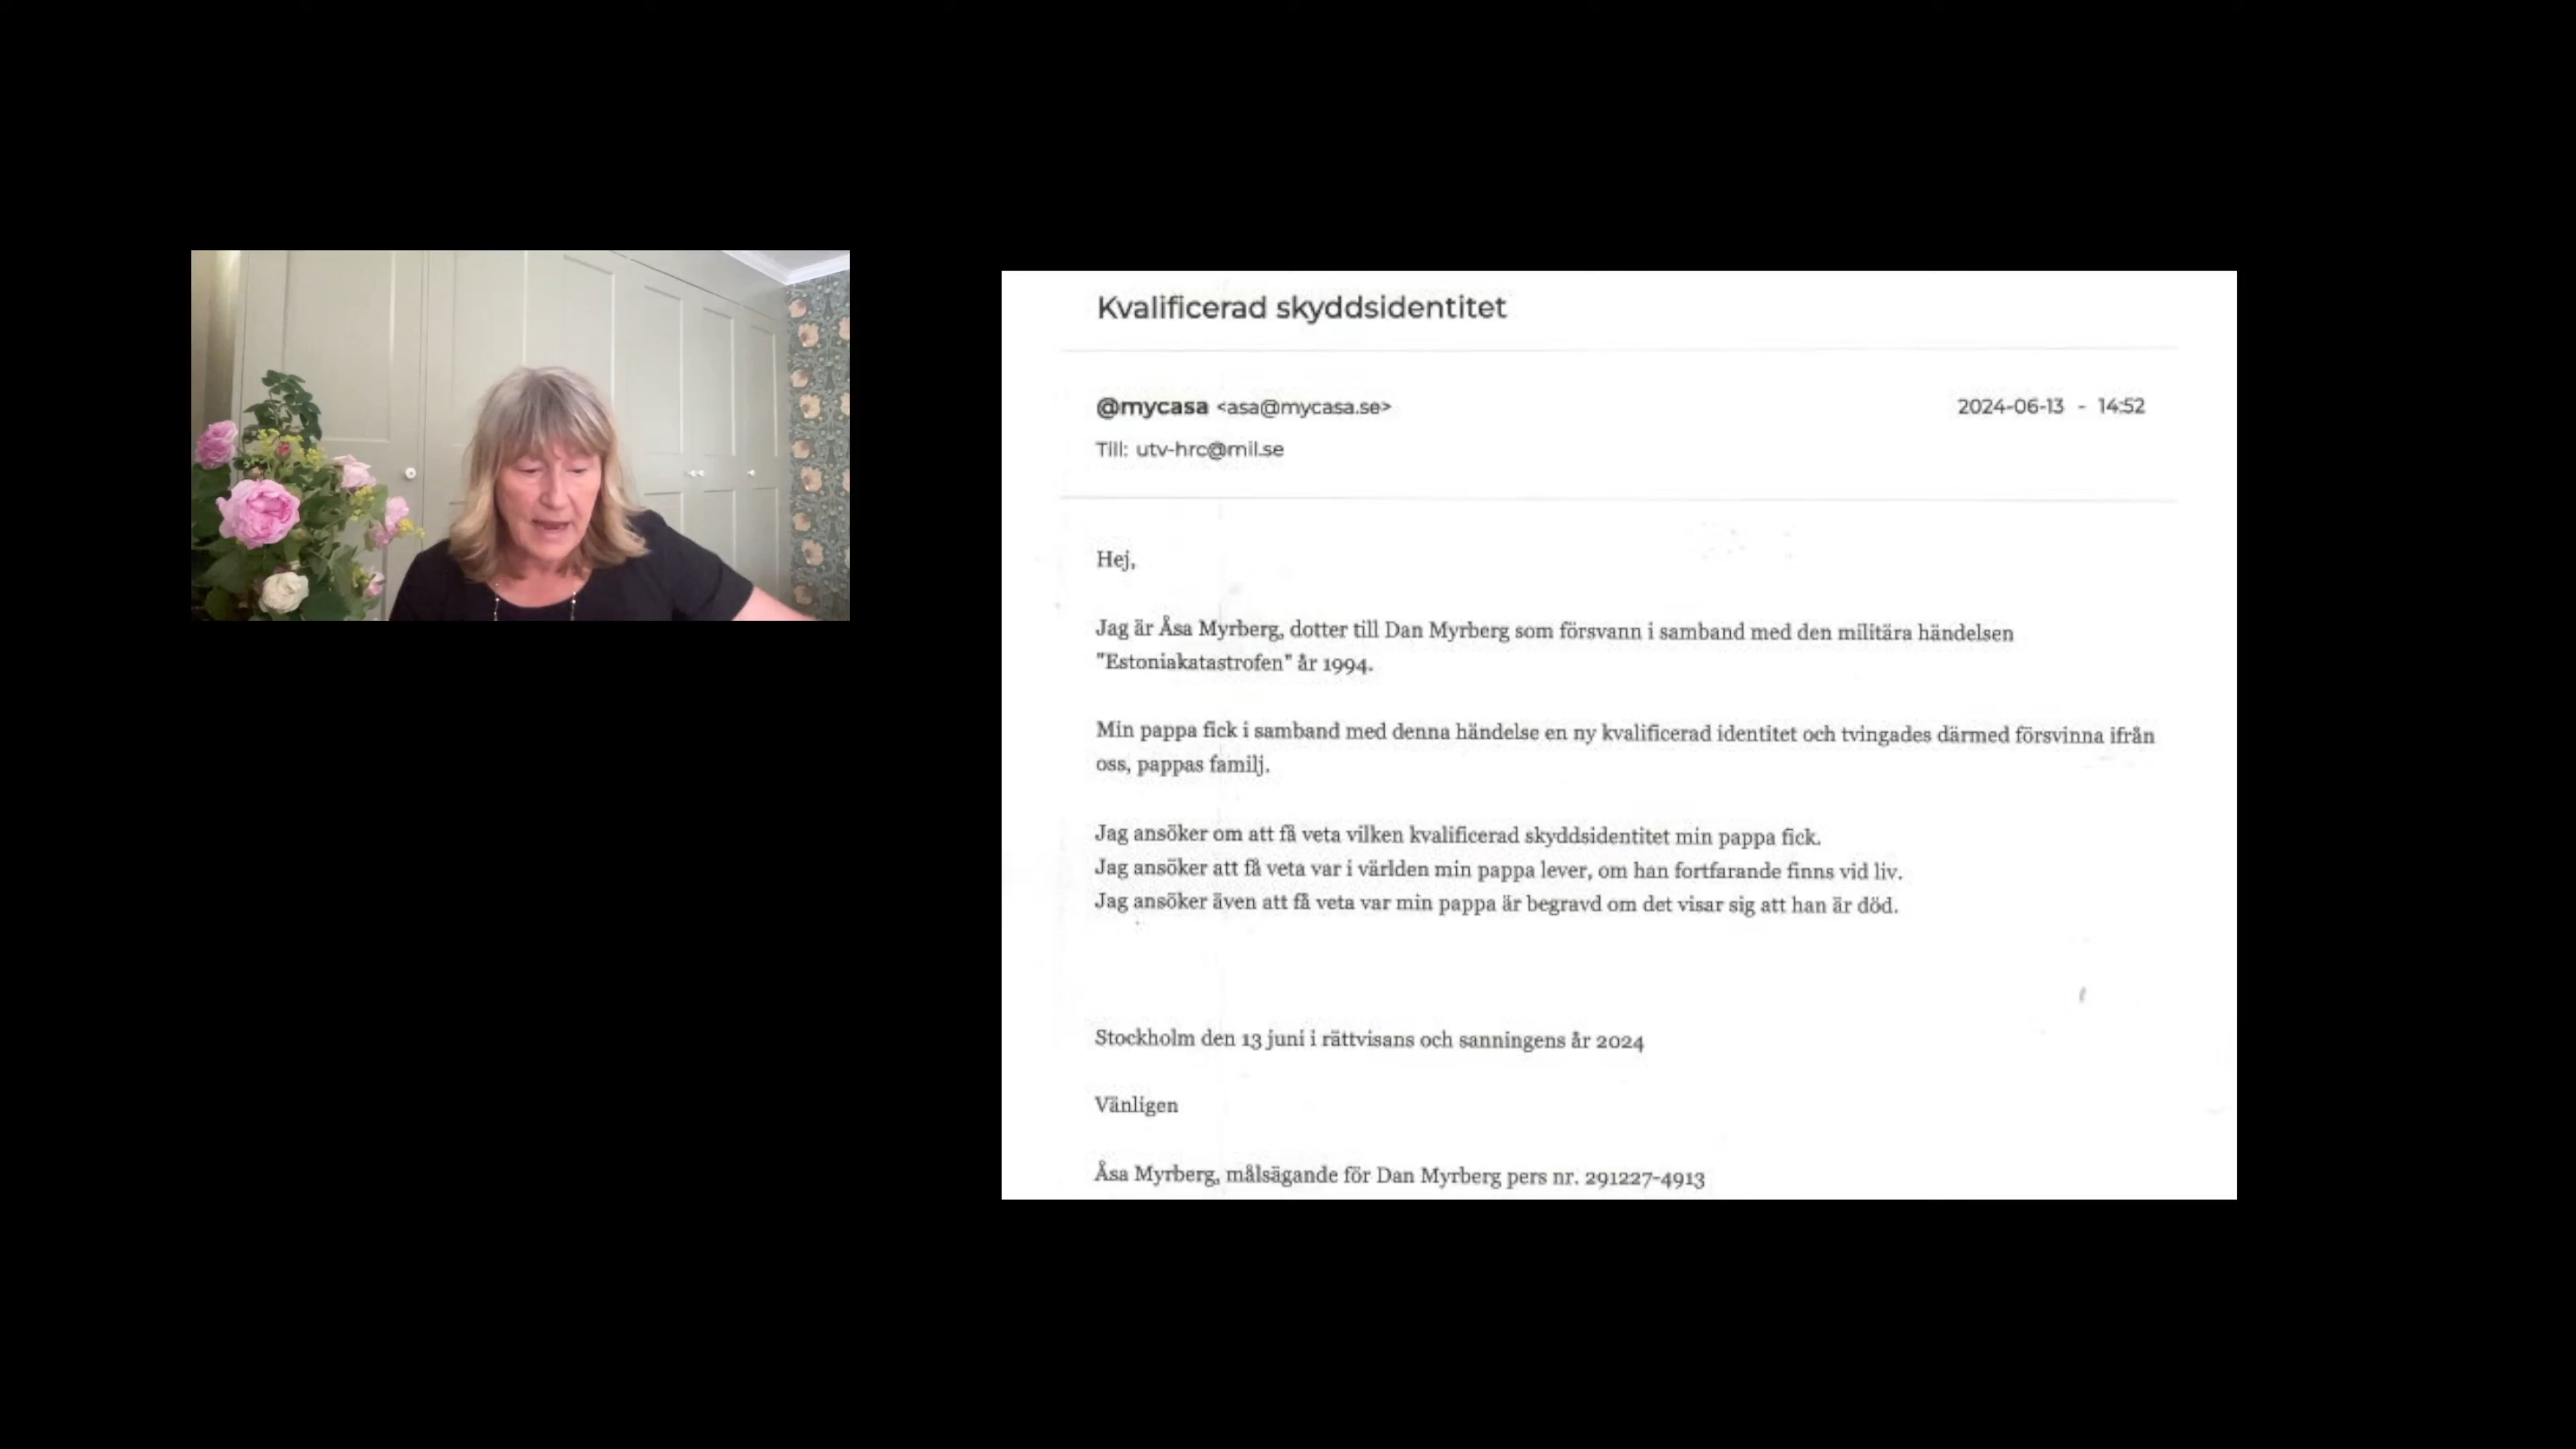 Kvalificerad skyddsidentitet
@mycasa <asa@mycasa.se>
2024-06-13 - 14:52
Till: utv-hrc@mil.se
Hej,
Jag är Åsa Myrberg, dotter till Dan Myrberg som försvann i samband med den militära händelsen
"Estoniakatastrofen" år 1994.
Min pappa fick i samband med denna händelse en ny kvalificerad identitet och tvingades därmed försvinna ifrån
oss, pappas familj.
Jag ansöker om att få veta vilken kvalificerad skyddsidentitet min pappa fick.
Jag ansöker att få veta var i världen min pappa lever, om han fortfarande finns vid liv.
Jag ansöker även att få veta var min pappa är begravd om det visar sig att han är död.
Stockholm den 13 juni i rättvisans och sanningens år 2024
Vänligen
Åsa Myrberg, målsägande för Dan Myrberg pers nr. 291227-4913